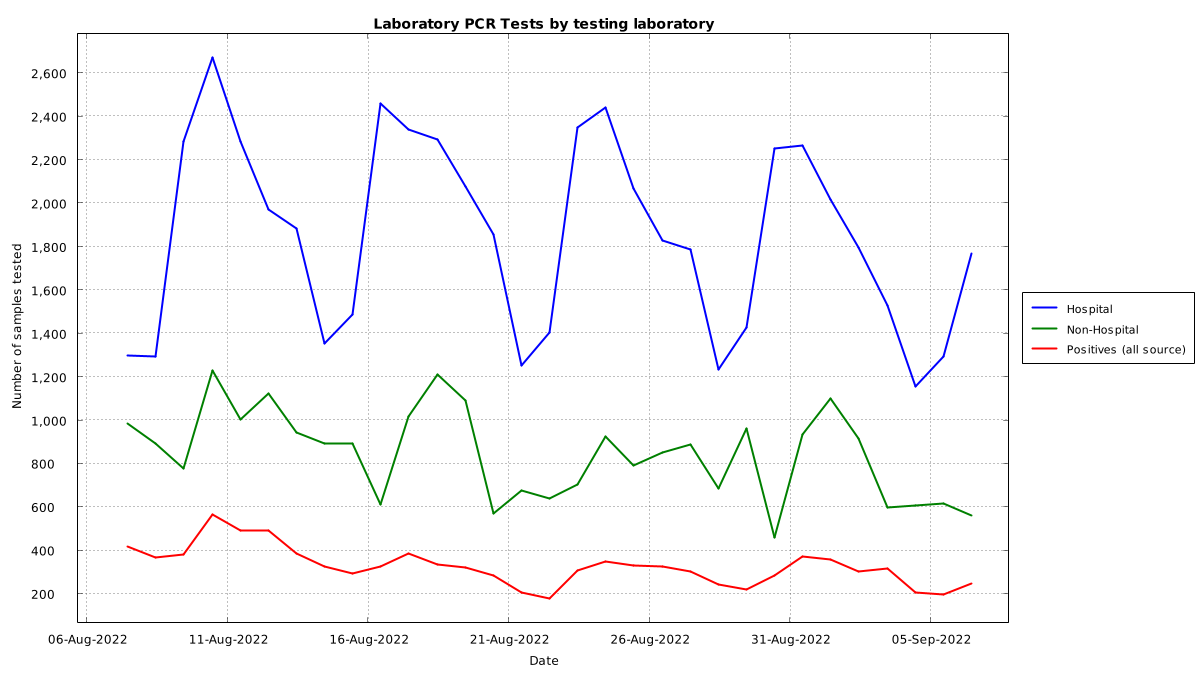 Laboratory PCR Tests by testing laboratory
Number of samples tested
2,600
2,400
2,200
2,000
1,800
1,600
1,400
1,200
1,000
800
600
400
200
06-Aug-2022
11-Aug-2022
16-Aug-2022
21-Aug-2022
26-Aug-2022
31-Aug-2022
05-Sep-2022
Date
Hospital
Non-Hospital
Positives (all source)